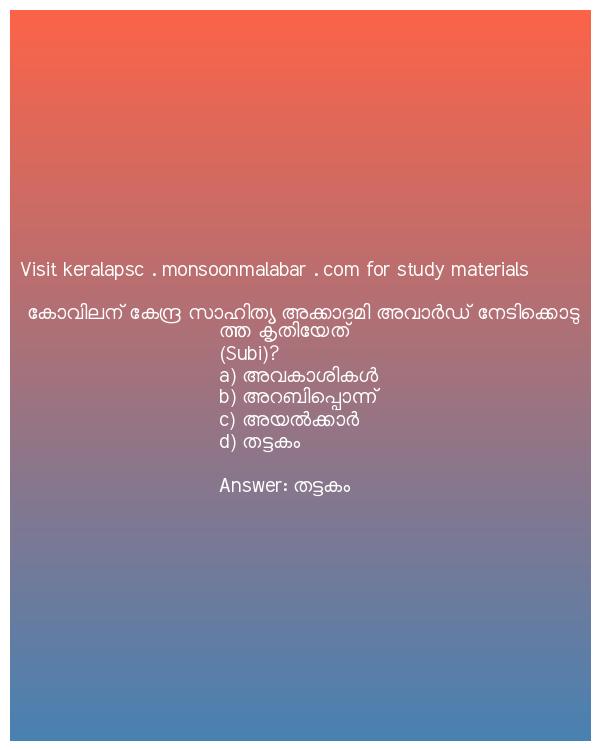 Visit keralapsc . monsoonmalabar . com for study materials
കോവിലന് കേന്ദ്ര സാഹിത്യ അക്കാദമി അവാർഡ് നേടിക്കൊടു
ത്ത കൃതിയേത്
(Subi)?
a) അവകാശികൾ
b) അറബിപ്പൊന്ന്
c) അയൽക്കാർ
d) തട്ടകം
Answer: തട്ടകം